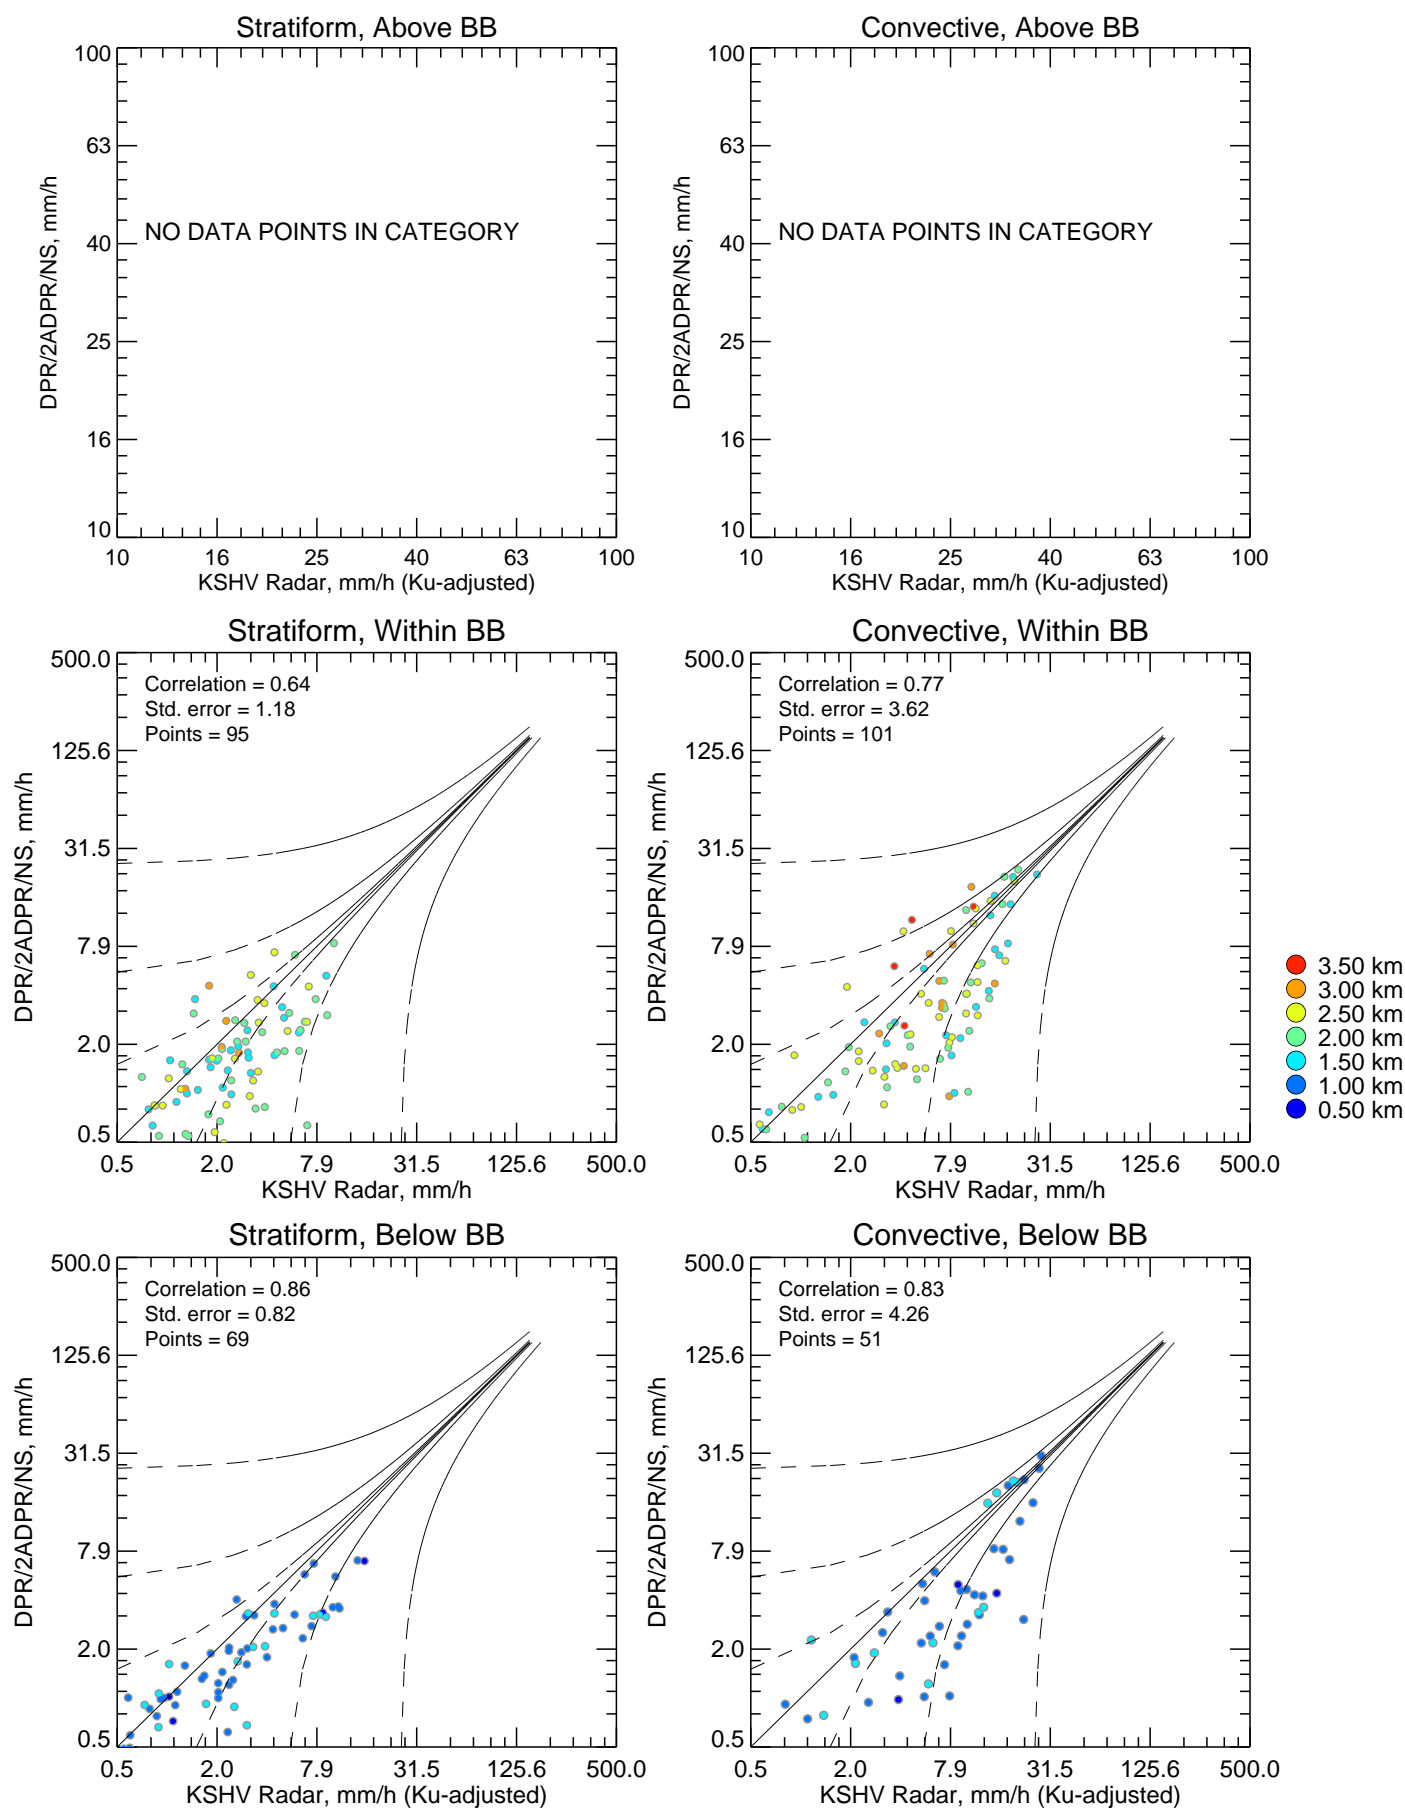 Stratiform, Above BB
100
63
40
25
16
10
DPR/2ADPR/NS, mm/h
NO DATA POINTS IN CATEGORY
10 16 25 40 63 100
KSHV Radar, mm/h (Ku-adjusted)
Convective, Above BB
100
63
40
25
16
10
DPR/2ADPR/NS, mm/h
NO DATA POINTS IN CATEGORY
10 16 25 40 63 100
KSHV Radar, mm/h (Ku-adjusted)
Stratiform, Within BB
500.0
125.6
31.5
7.9
2.0
0.5
DPR/2ADPR/NS, mm/h
Correlation = 0.64
Std. error = 1.18
Points = 95
0.5 2.0 7.9 31.5 125.6 500.0
KSHV Radar, mm/h
Convective, Within BB
500.0
125.6
31.5
7.9
2.0
0.5
DPR/2ADPR/NS, mm/h
Correlation = 0.77
Std. error = 3.62
Points = 101
0.5 2.0 7.9 31.5 125.6 500.0
KSHV Radar, mm/h
3.50 km
3.00 km
2.50 km
2.00 km
1.50 km
1.00 km
0.50 km
Stratiform, Below BB
500.0
125.6
31.5
7.9
2.0
0.5
DPR/2ADPR/NS, mm/h
Correlation = 0.86
Std. error = 0.82
Points = 69
0.5 2.0 7.9 31.5 125.6 500.0
KSHV Radar, mm/h (Ku-adjusted)
Convective, Below BB
500.0
125.6
31.5
7.9
2.0
0.5
DPR/2ADPR/NS, mm/h
Correlation = 0.83
Std. error = 4.26
Points = 51
0.5 2.0 7.9 31.5 125.6 500.0
KSHV Radar, mm/h (Ku-adjusted)